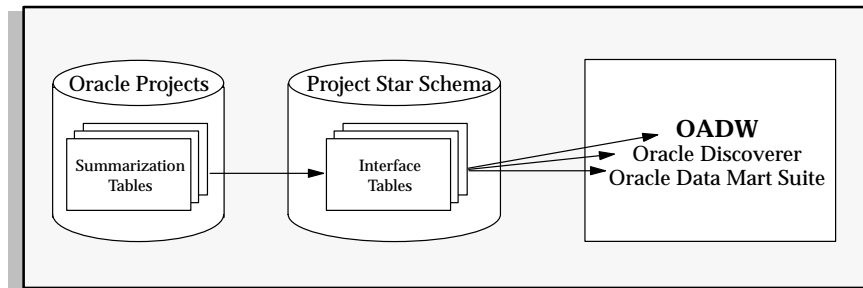 Oracle Projects
Summarization
Tables
Project Star Schema
Interface
Tables
OADW
Oracle Discoverer
Oracle Data Mart Suite